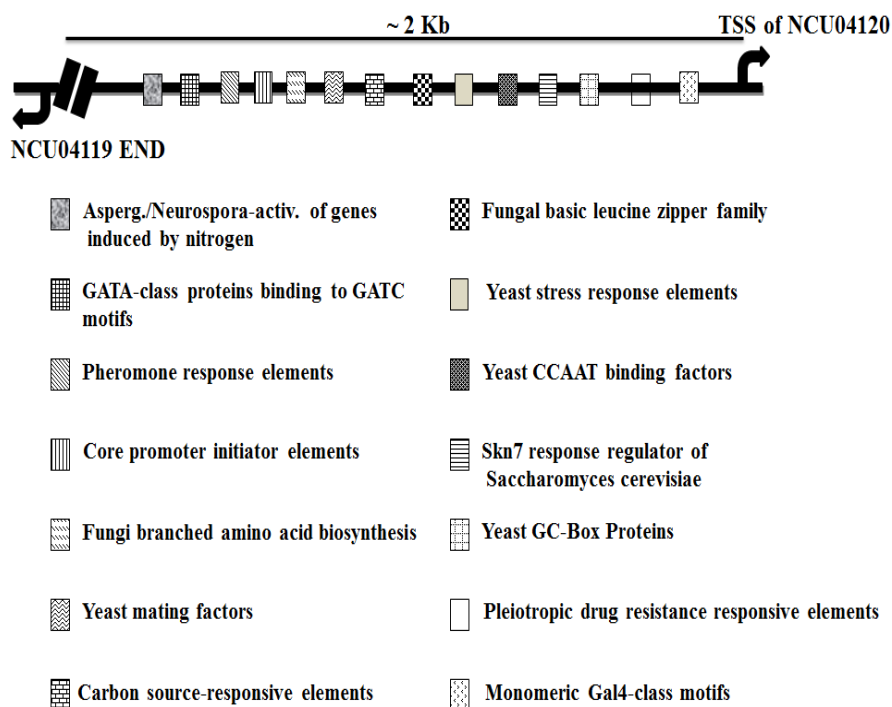 ~ 2 Kb
TSS of NCU04120
NCU04119 END
Asperg./Neurospora-activ. of genes
induced by nitrogen
Fungal basic leucine zipper family
GATA-class proteins binding to GATC
motifs
Yeast stress response elements
Pheromone response elements
Yeast CCAAT binding factors
Core promoter initiator elements
Skn7 response regulator of
Saccharomyces cerevisiae
Fungi branched amino acid biosynthesis
Yeast GC-Box Proteins
Yeast mating factors
Pleiotropic drug resistance responsive elements
Carbon source-responsive elements
Monomeric Gal4-class motifs